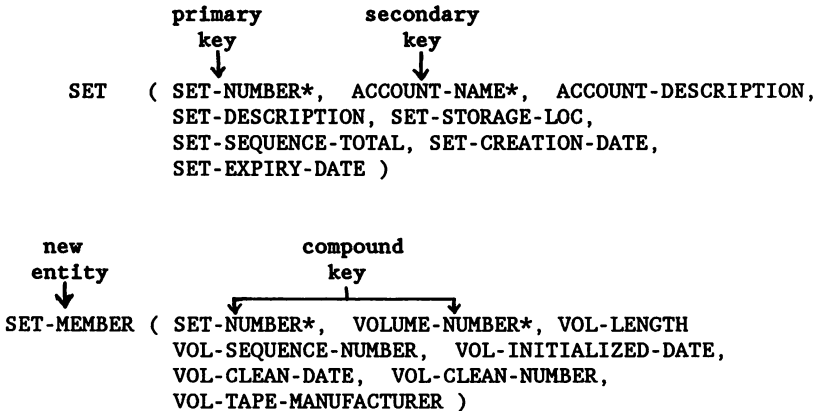 primary secondary
key key
SET ( SET-NUMBER*, ACCOUNT-NAME*, ACCOUNT-DESCRIPTION,
SET-DESCRIPTION, SET-STORAGE-LOC,
SET-SEQUENCE-TOTAL, SET-CREATION-DATE,
SET-EXPIRY-DATE )
new compound
entity key
SET-MEMBER ( SET-NUMBER*, VOLUME-NUMBER*, VOL-LENGTH
VOL-SEQUENCE-NUMBER, VOL-INITIALIZED-DATE,
VOL-CLEAN-DATE, VOL-CLEAN-NUMBER,
VOL-TAPE-MANUFACTURER )